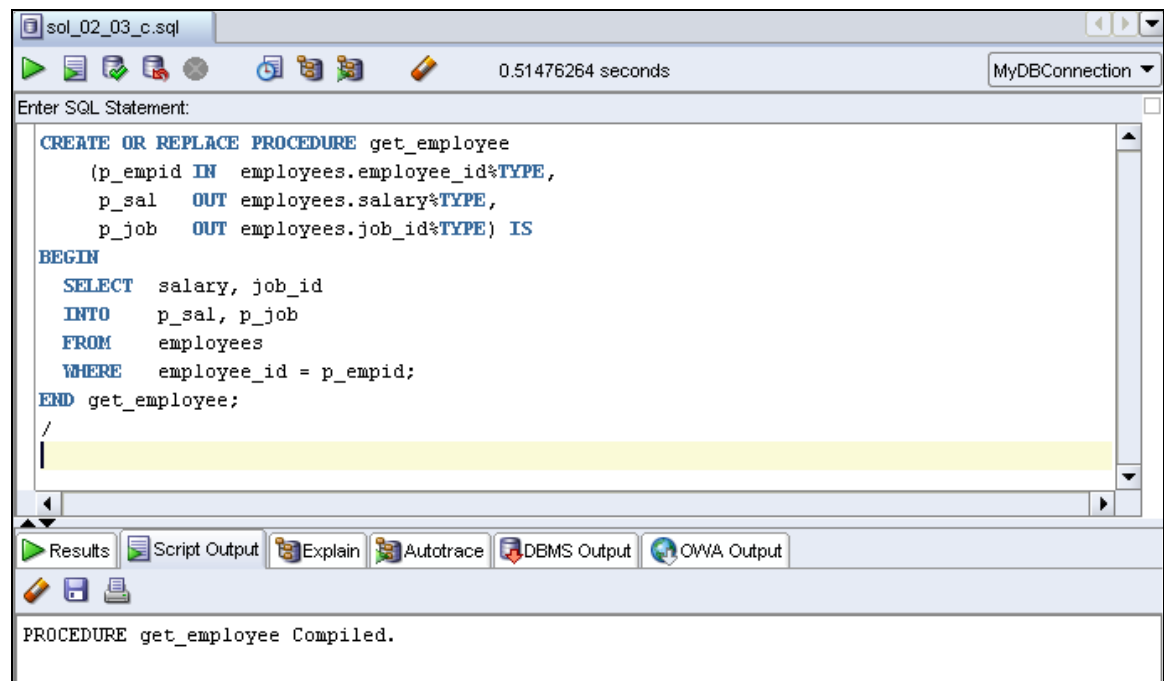 sol_02_03_c.sql
0.51476264 seconds
MyDBConnection
Enter SQL Statement:
CREATE OR REPLACE PROCEDURE get_employee
(p_empid IN employees.employee_id%TYPE,
p_sal OUT employees.salary%TYPE,
p_job OUT employees.job_id%TYPE) IS
BEGIN
SELECT salary, job_id
INTO p_sal, p_job
FROM employees
WHERE employee_id = p_empid;
END get_employee;
/
Results Script Output Explain Autotrace DBMS Output OWA Output
PROCEDURE get_employee Compiled.